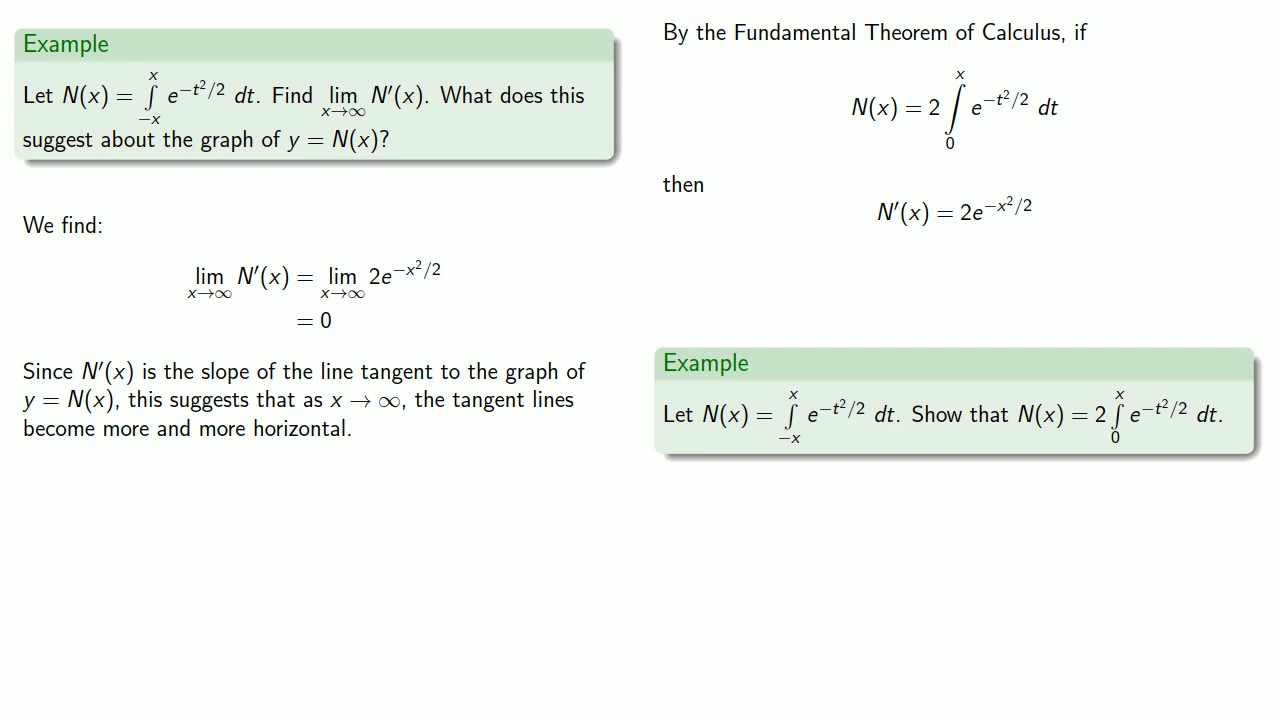 Example
Let N(x) = ∫_{−x}^{x} e^{−t²/2} dt. Find lim_{x→∞} N′(x). What does this
suggest about the graph of y = N(x)?
We find:
lim_{x→∞} N′(x) = lim_{x→∞} 2e^{−x²/2}
= 0
Since N′(x) is the slope of the line tangent to the graph of
y = N(x), this suggests that as x → ∞, the tangent lines
become more and more horizontal.
By the Fundamental Theorem of Calculus, if
N(x) = 2 ∫_{0}^{x} e^{−t²/2} dt
then
N′(x) = 2e^{−x²/2}
Example
Let N(x) = ∫_{−x}^{x} e^{−t²/2} dt. Show that N(x) = 2 ∫_{0}^{x} e^{−t²/2} dt.